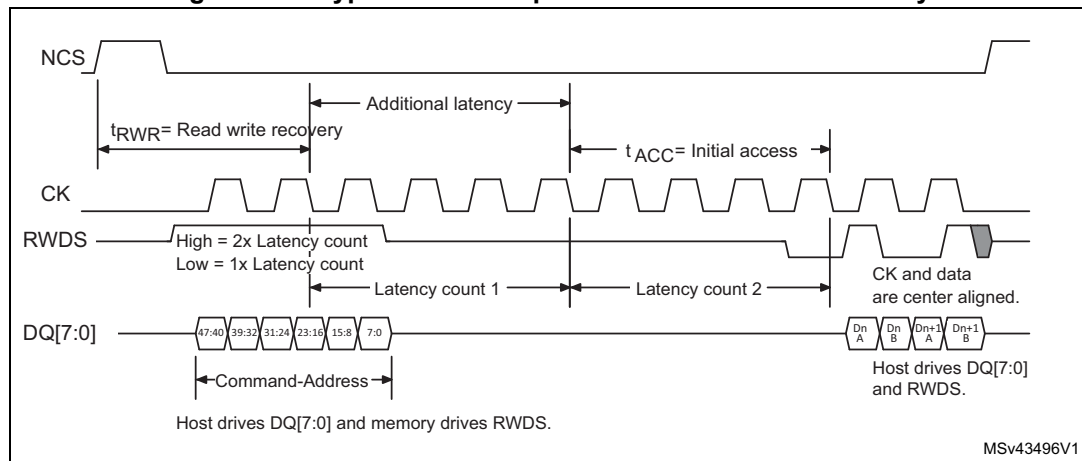 NCS
Additional latency
tRWR= Read write recovery
t ACC= Initial access
CK
RWDS
High = 2x Latency count
Low = 1x Latency count
CK and data
are center aligned.
Latency count 1
Latency count 2
DQ[7:0]
47:40 39:32 31:24 23:16 15:8 7:0
Dn A Dn B Dn+1 A Dn+1 B
Command-Address
Host drives DQ[7:0]
and RWDS.
Host drives DQ[7:0] and memory drives RWDS.
MSv43496V1